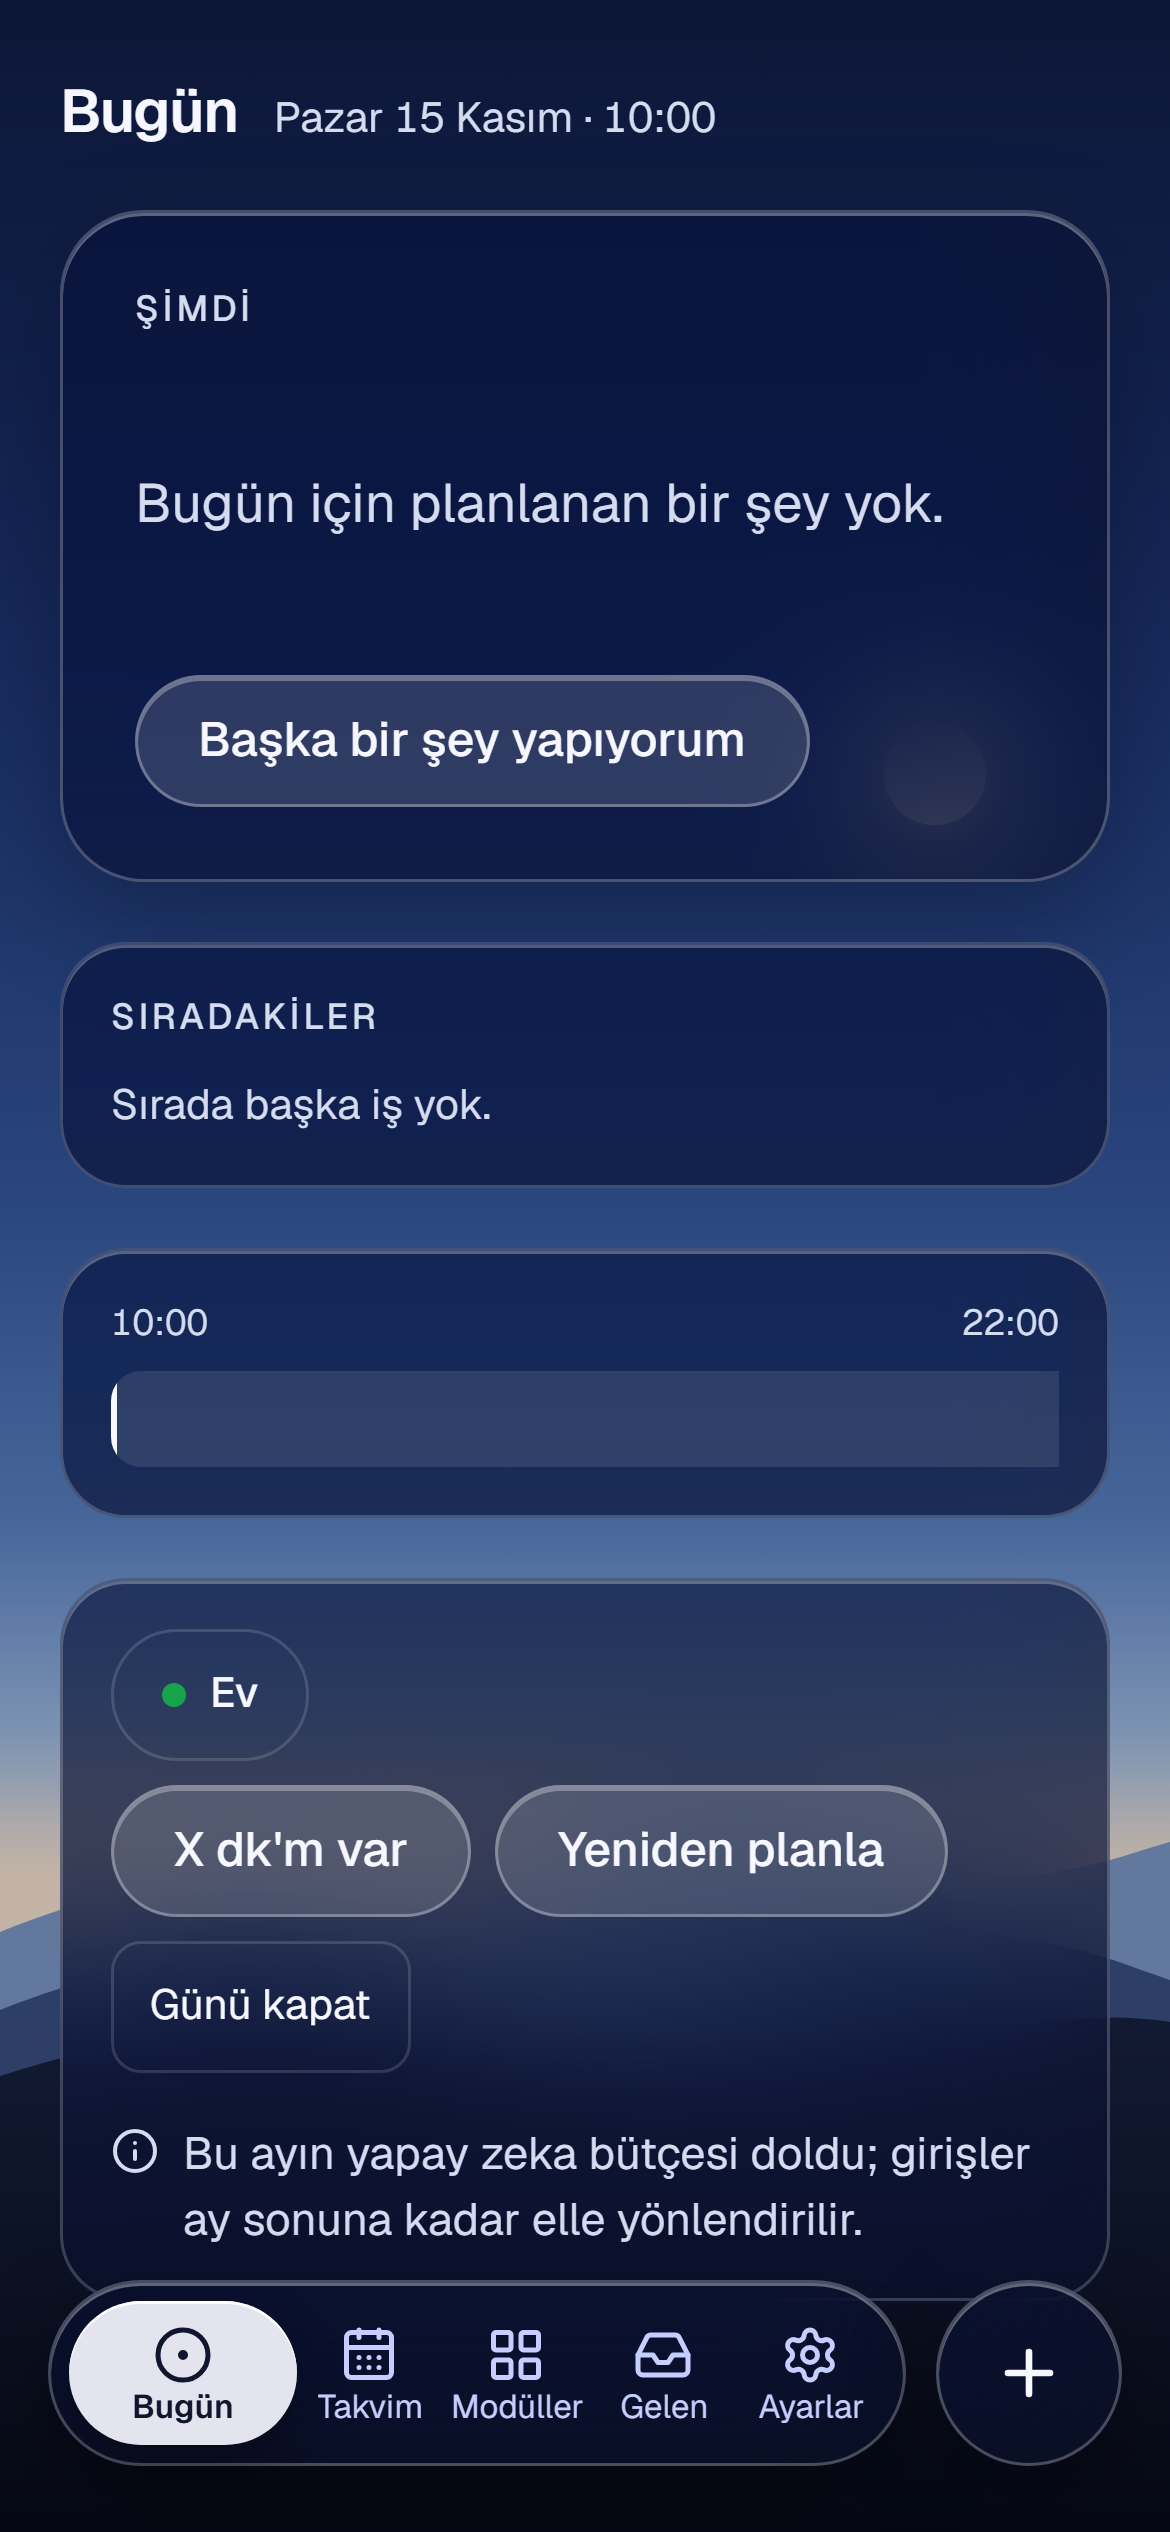 Bugün Pazar 15 Kasım · 10:00
ŞİMDİ
Bugün için planlanan bir şey yok.
Başka bir şey yapıyorum
SIRADAKİLER
Sırada başka iş yok.
10:00 22:00
Ev
X dk'm var Yeniden planla
Günü kapat
Bu ayın yapay zeka bütçesi doldu; girişler
ay sonuna kadar elle yönlendirilir.
Bugün Takvim Modüller Gelen Ayarlar